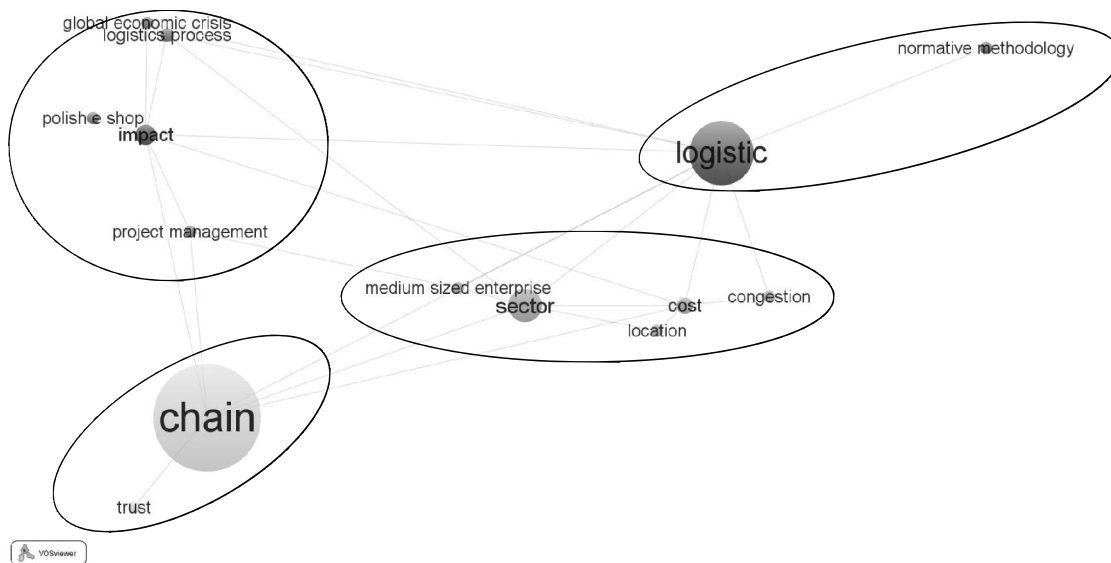 global economic crisis
logistics process
normative methodology
polish e shop
impact
logistic
project management
medium sized enterprise
sector
cost
congestion
location
chain
trust
VOSviewer